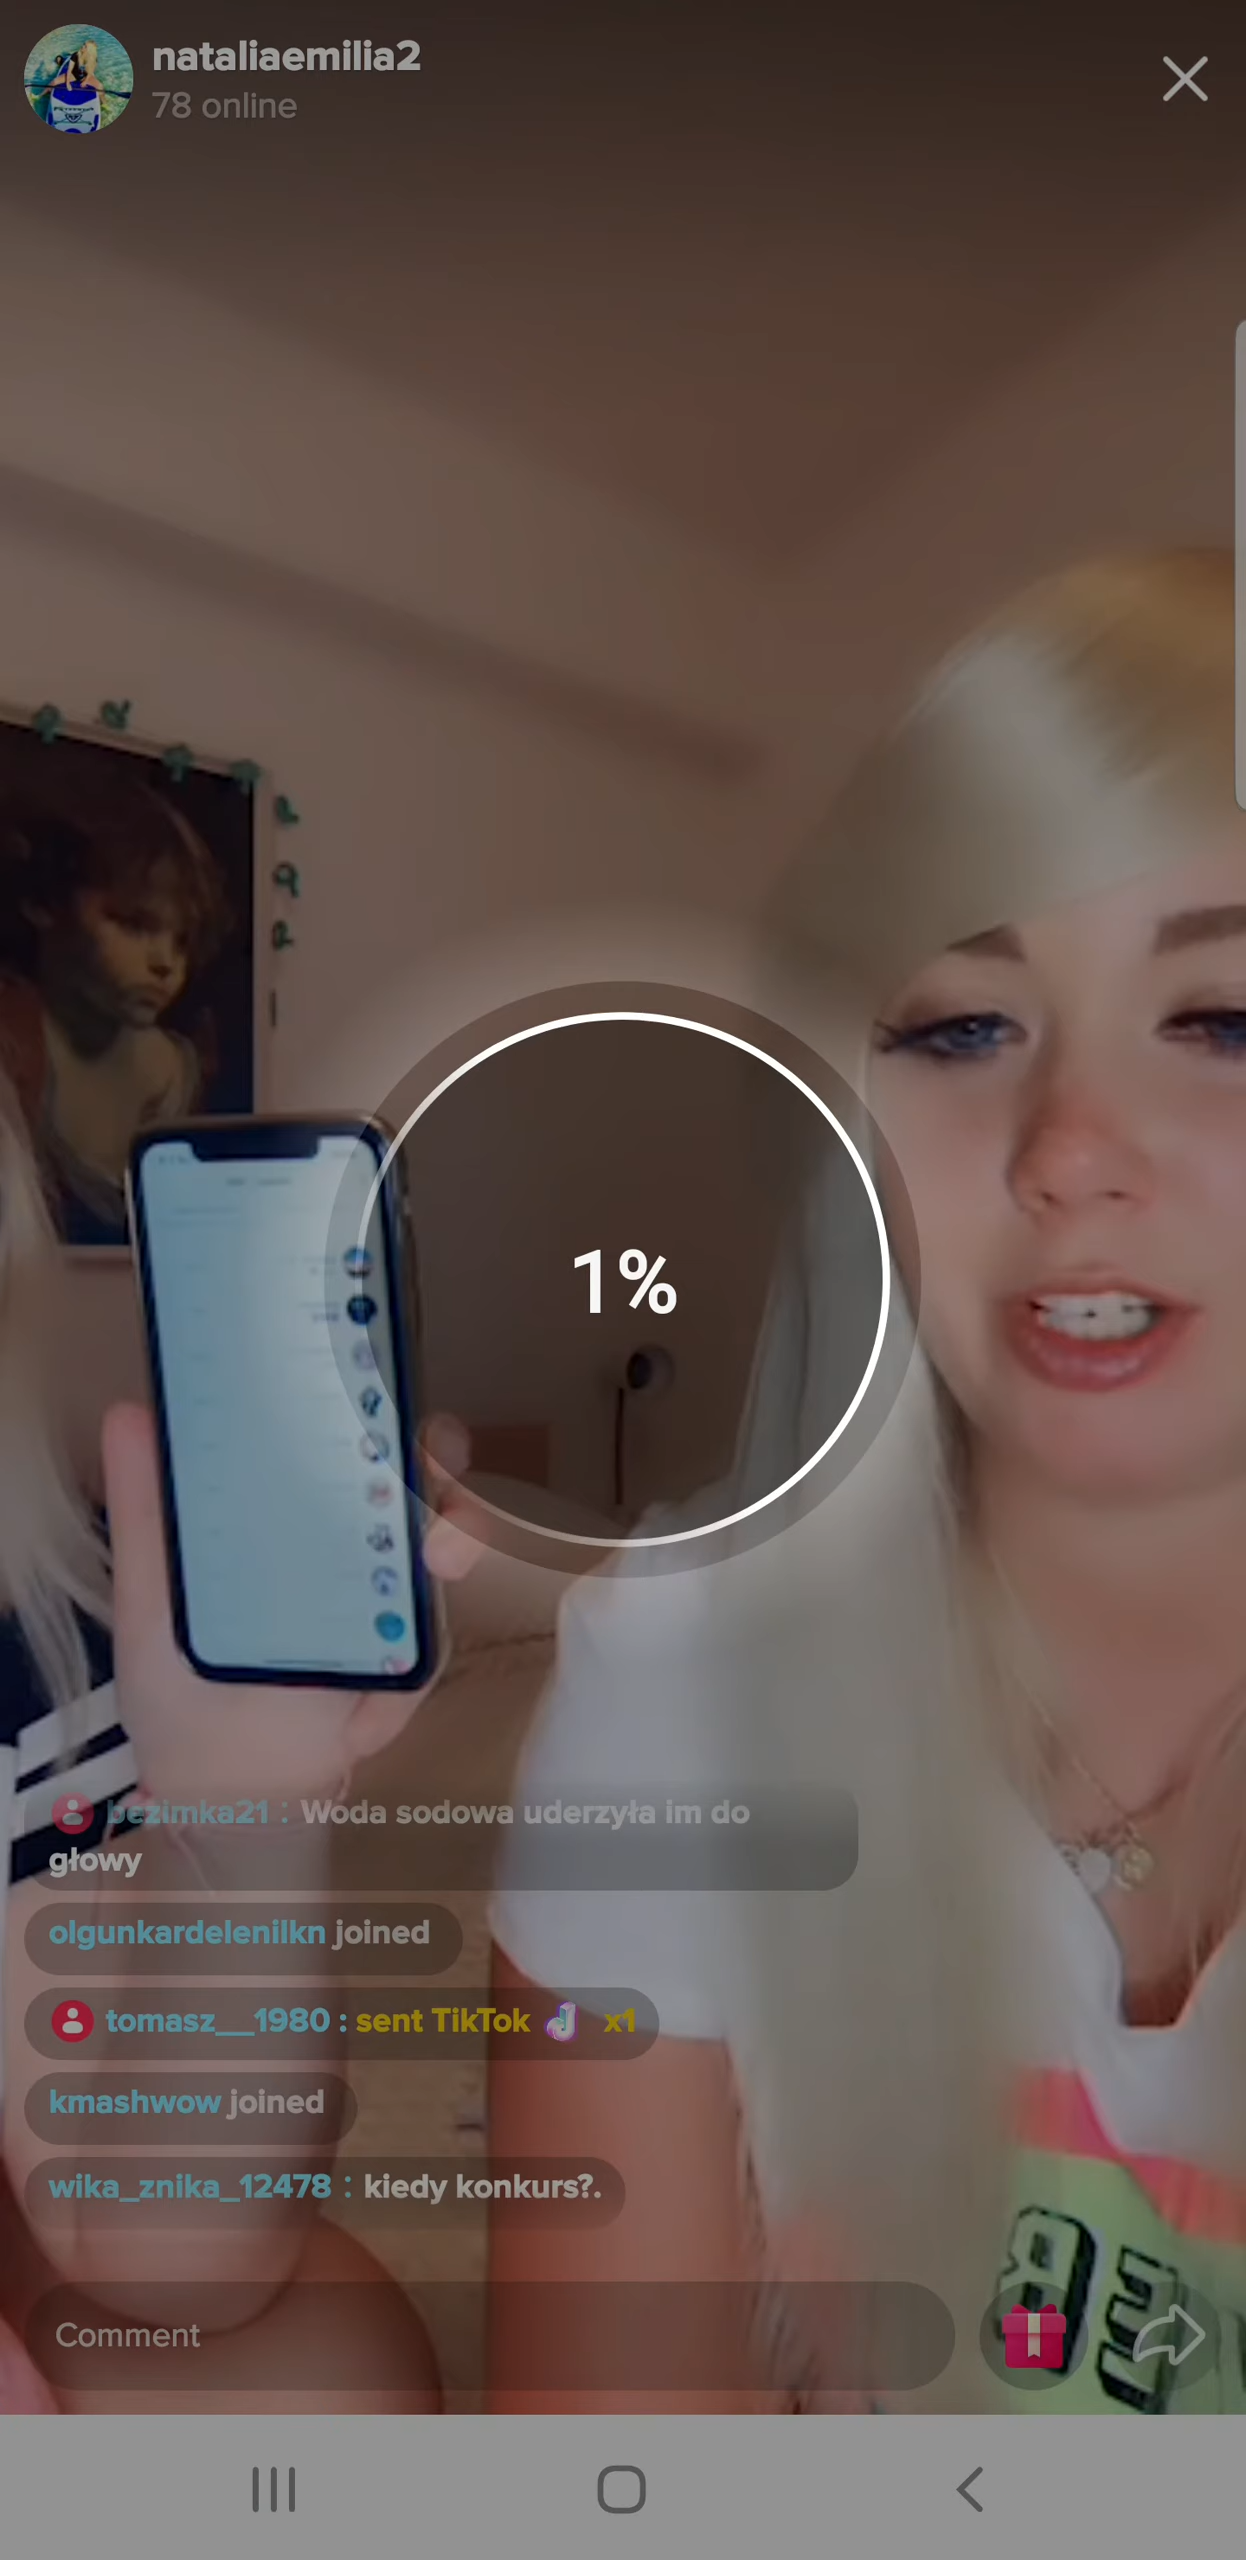 nataliaemilia2
78 online
1%
bezimka21 : Woda sodowa uderzyła im do
głowy
olgunkardelenilkn joined
tomasz__1980 : sent TikTok x1
kmashwow joined
wika_znika_12478 : kiedy konkurs?.
Comment